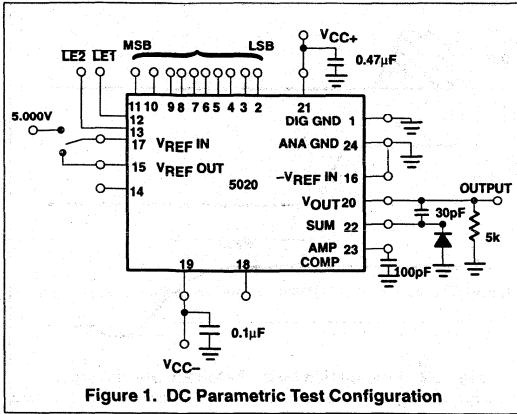 VCC+
LE2 LE1 MSB LSB
0.47µF
11 10 9 8 7 6 5 4 3 2 21
5.000V
12
13
17 VREF IN
15 VREF OUT
14
5020
DIG GND 1
ANA GND 24
–VREF IN 16
VOUT 20
OUTPUT
30pF
SUM 22
5k
AMP COMP 23
100pF
19 18
0.1µF
VCC–
Figure 1. DC Parametric Test Configuration